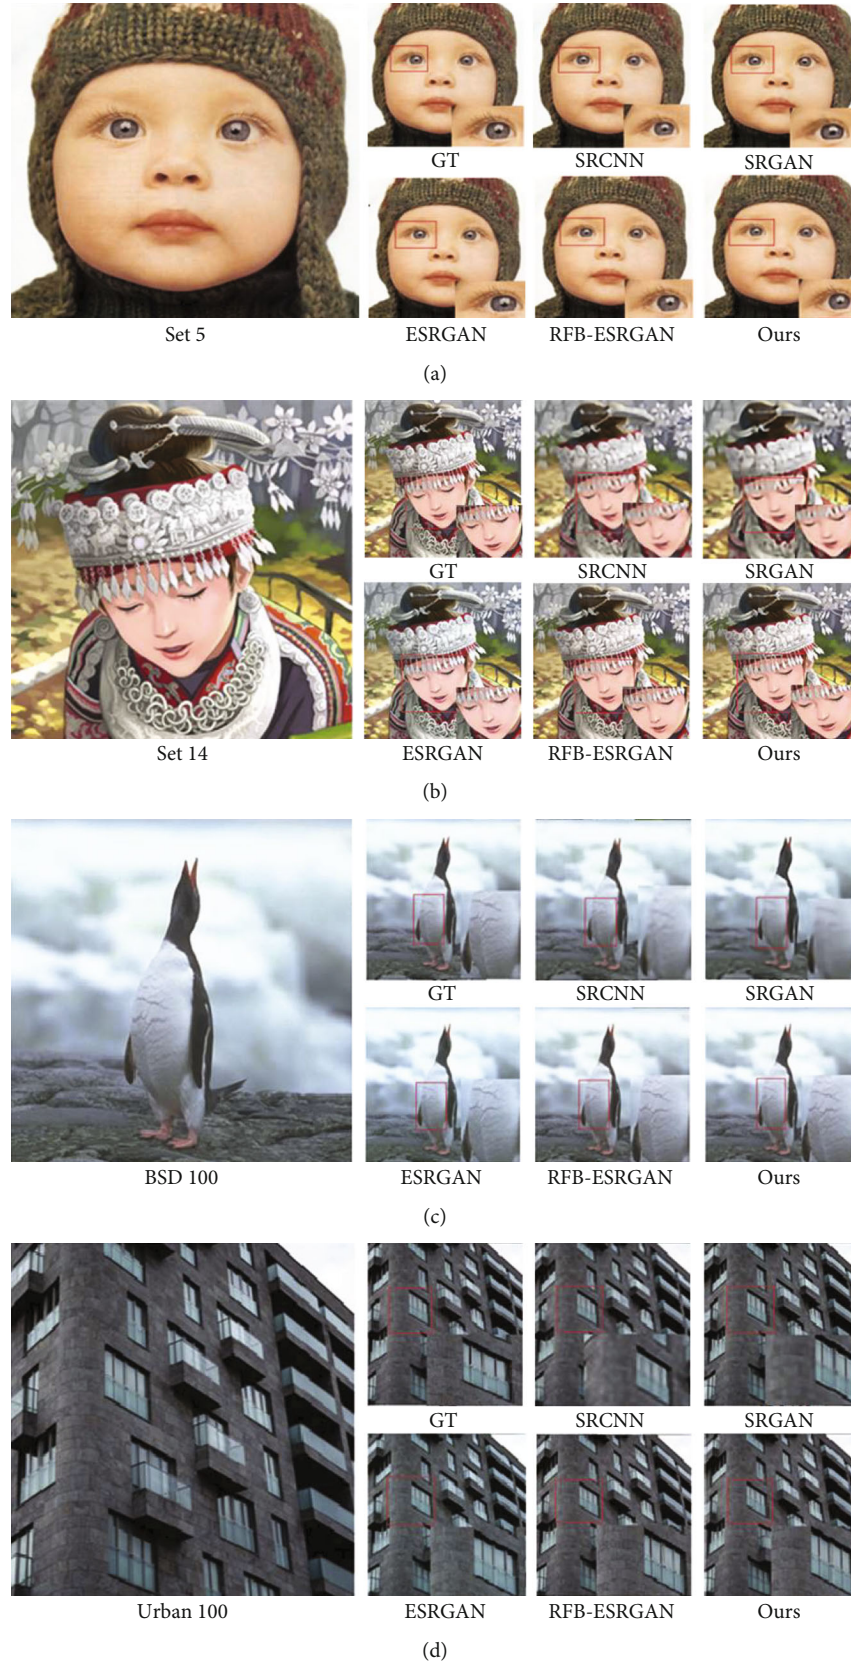 GT SRCNN SRGAN
Set 5 ESRGAN RFB-ESRGAN Ours
(a)
GT SRCNN SRGAN
Set 14 ESRGAN RFB-ESRGAN Ours
(b)
GT SRCNN SRGAN
BSD 100 ESRGAN RFB-ESRGAN Ours
(c)
GT SRCNN SRGAN
Urban 100 ESRGAN RFB-ESRGAN Ours
(d)